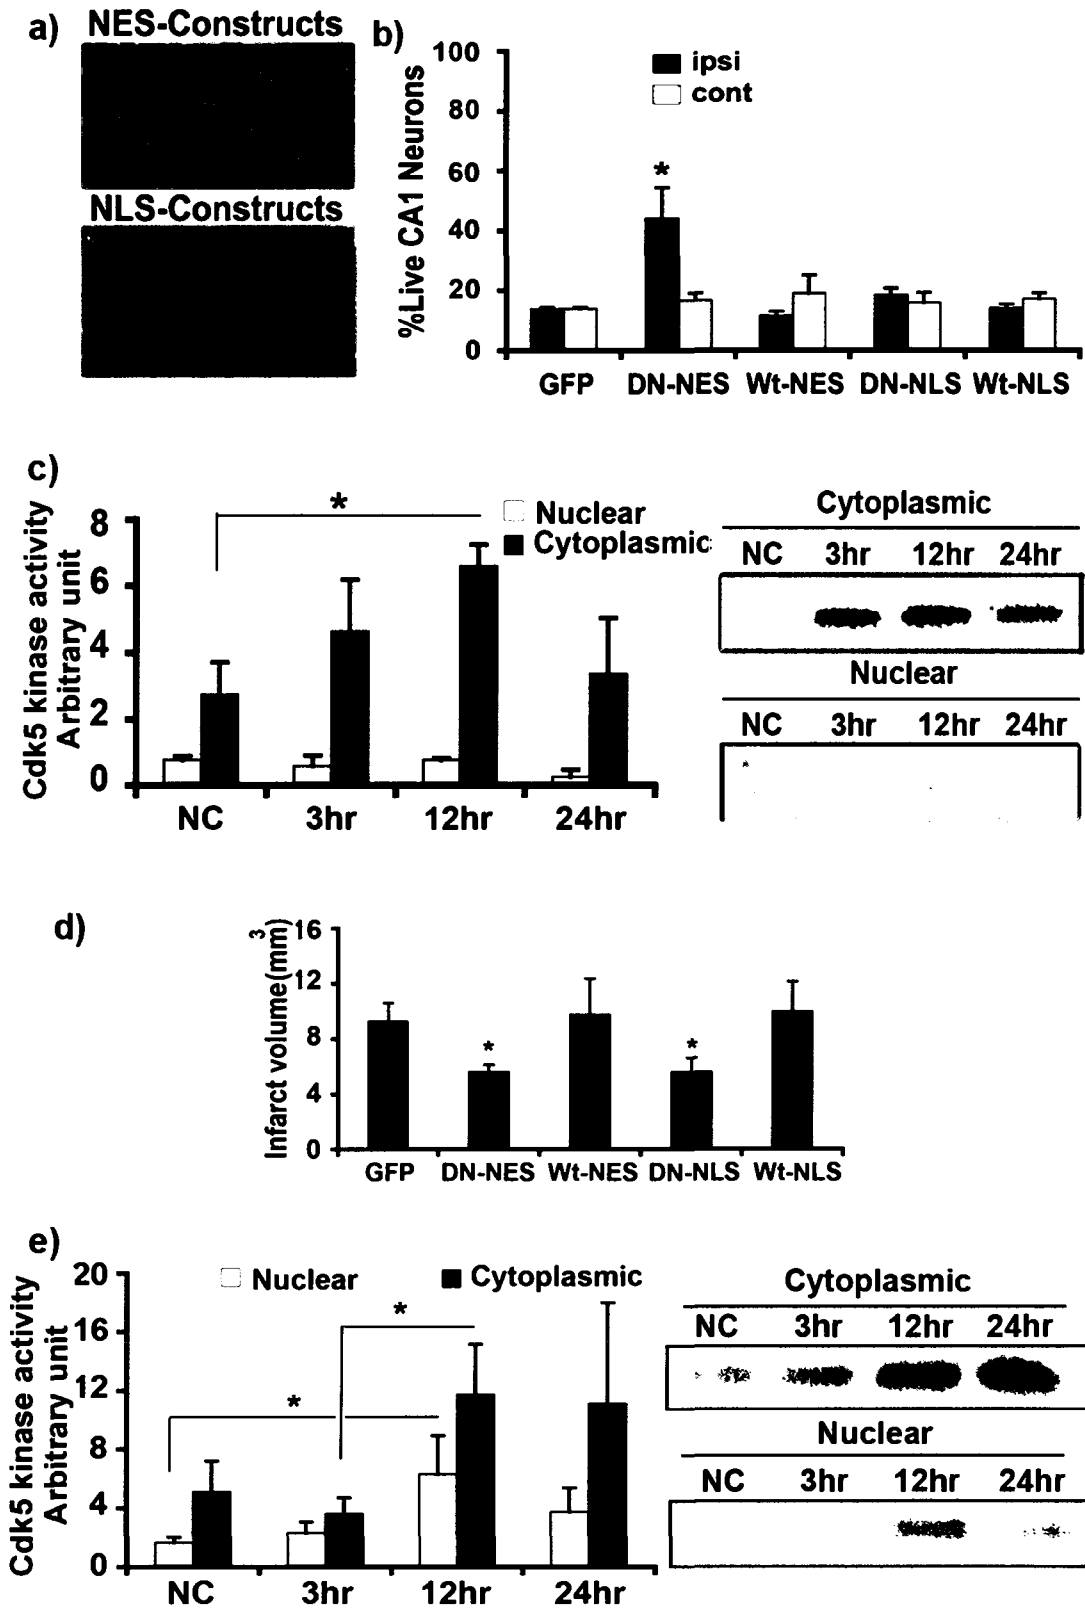 a)
NES-Constructs
NLS-Constructs
b)
100
80
60
40
20
0
%Live CA1 Neurons
ipsi
cont
*
GFP DN-NES Wt-NES DN-NLS Wt-NLS
c)
8
6
4
2
0
Cdk5 kinase activity
Arbitrary unit
*
Nuclear
Cytoplasmic
NC 3hr 12hr 24hr
Cytoplasmic
NC 3hr 12hr 24hr
Nuclear
NC 3hr 12hr 24hr
d)
16
12
8
4
0
Infarct volume(mm3)
* *
GFP DN-NES Wt-NES DN-NLS Wt-NLS
e)
20
16
12
8
4
0
Cdk5 kinase activity
Arbitrary unit
Nuclear Cytoplasmic
*
*
NC 3hr 12hr 24hr
Cytoplasmic
NC 3hr 12hr 24hr
Nuclear
NC 3hr 12hr 24hr